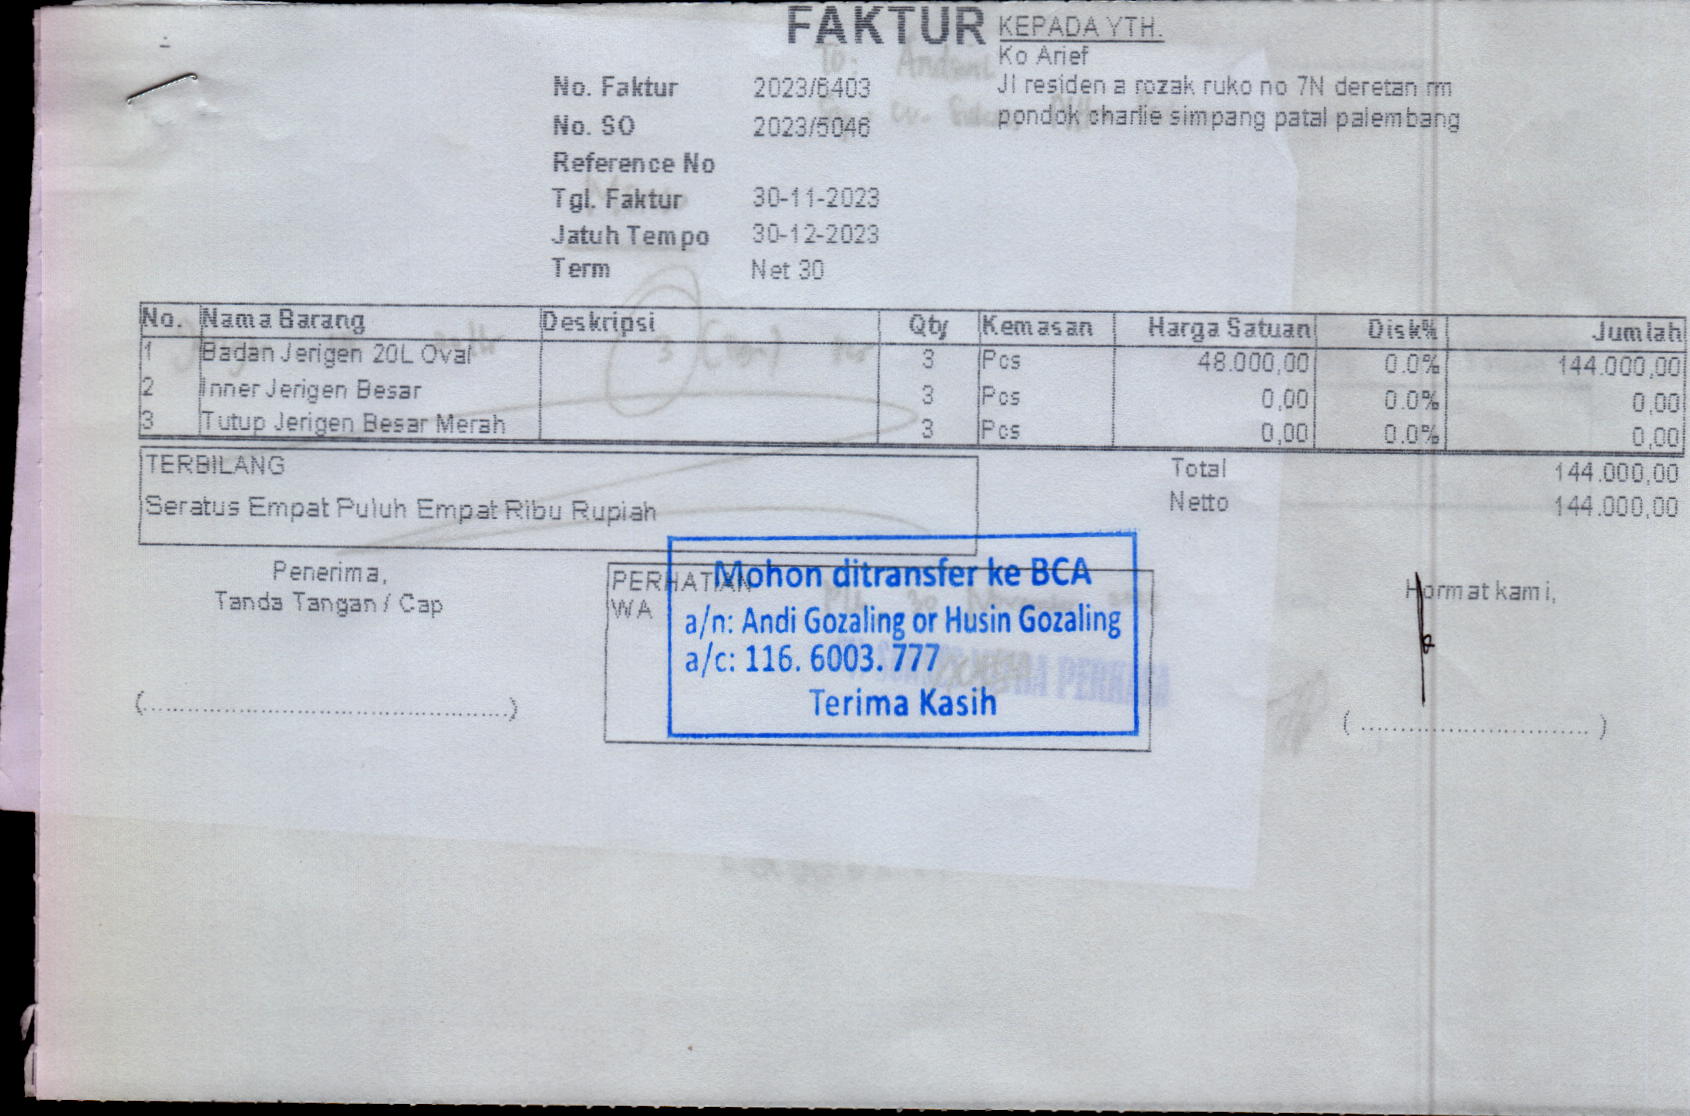 FAKTUR
KEPADA YTH.
Ko Arief
Jl residen a rozak ruko no 7N deretan rm
pondok charlie simpang patal palembang
No. Faktur 2023/6403
No. SO 2023/5046
Reference No
Tgl. Faktur 30-11-2023
Jatuh Tempo 30-12-2023
Term Net 30
No. Nama Barang Deskripsi Qty Kemasan Harga Satuan Disk% Jumlah
1 Badan Jerigen 20L Oval 3 Pcs 48.000,00 0.0% 144.000,00
2 Inner Jerigen Besar 3 Pcs 0,00 0.0% 0,00
3 Tutup Jerigen Besar Merah 3 Pcs 0,00 0.0% 0,00
TERBILANG
Seratus Empat Puluh Empat Ribu Rupiah
Total 144.000,00
Netto 144.000,00
Penerima,
Tanda Tangan / Cap
(................................................)
PERHATIAN
WA
Mohon ditransfer ke BCA
a/n: Andi Gozaling or Husin Gozaling
a/c: 116. 6003. 777
Terima Kasih
Hormat kami,
( .............................. )